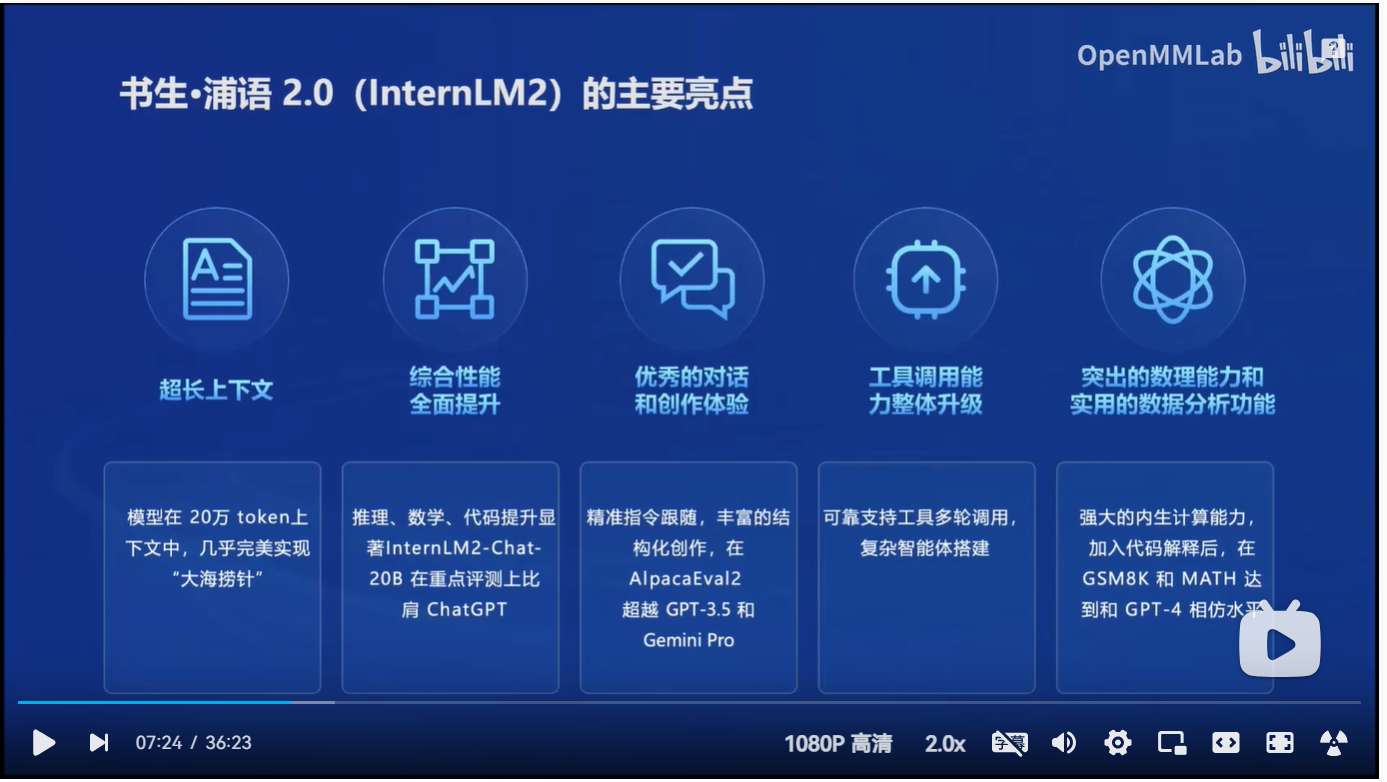 OpenMMLab bilibili
书生·浦语 2.0（InternLM2）的主要亮点
超长上下文
模型在 20万 token上
下文中，几乎完美实现
“大海捞针”
综合性能
全面提升
推理、数学、代码提升显
著InternLM2-Chat-
20B 在重点评测上比
肩 ChatGPT
优秀的对话
和创作体验
精准指令跟随，丰富的结
构化创作，在
AlpacaEval2
超越 GPT-3.5 和
Gemini Pro
工具调用能
力整体升级
可靠支持工具多轮调用，
复杂智能体搭建
突出的数理能力和
实用的数据分析功能
强大的内生计算能力，
加入代码解释后，在
GSM8K 和 MATH 达
到和 GPT-4 相仿水平
07:24 / 36:23 1080P 高清 2.0x 字幕